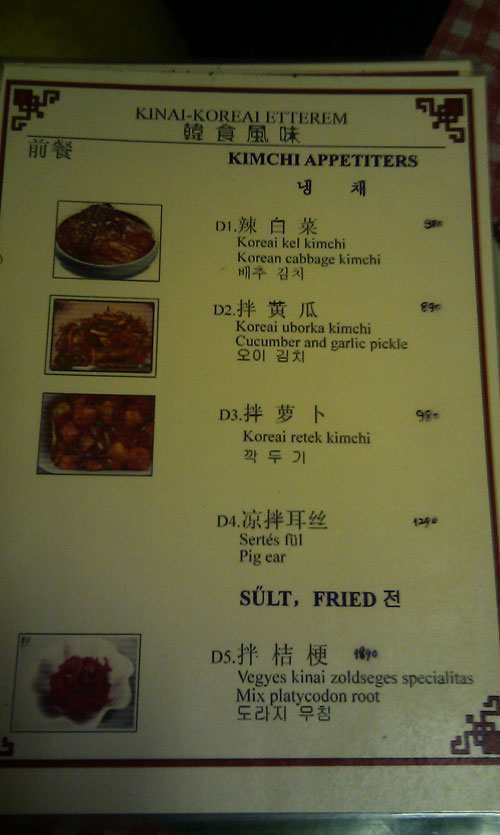 KINAI-KOREAI ETTEREM
韓食風味
前餐
KIMCHI APPETITERS
냉 채
D1.辣白菜
Koreai kel kimchi
Korean cabbage kimchi
배추 김치
D2.拌黄瓜 890
Koreai uborka kimchi
Cucumber and garlic pickle
오이 김치
D3.拌萝卜 980
Koreai retek kimchi
깍두기
D4.凉拌耳丝 1290
Sertés fül
Pig ear
SŰLT, FRIED 전
D5.拌桔梗 1890
Vegyes kinai zoldseges specialitas
Mix platycodon root
도라지 무침